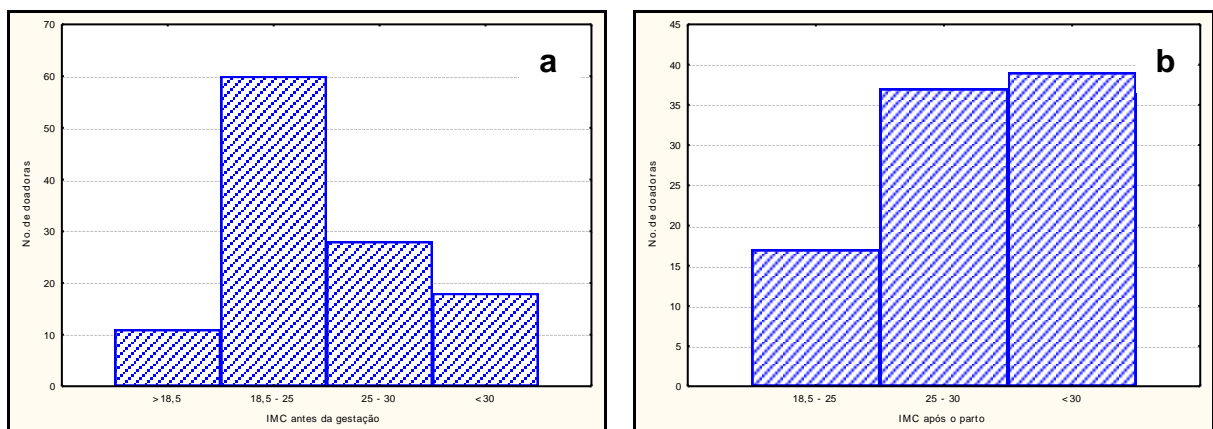 a
70
60
50
40
30
20
10
0
No. de doadoras
>18,5 18,5 - 25 25 - 30 <30
IMC antes da gestação
b
45
40
35
30
25
20
15
10
5
0
No. de doadoras
18,5 - 25 25 - 30 <30
IMC após o parto